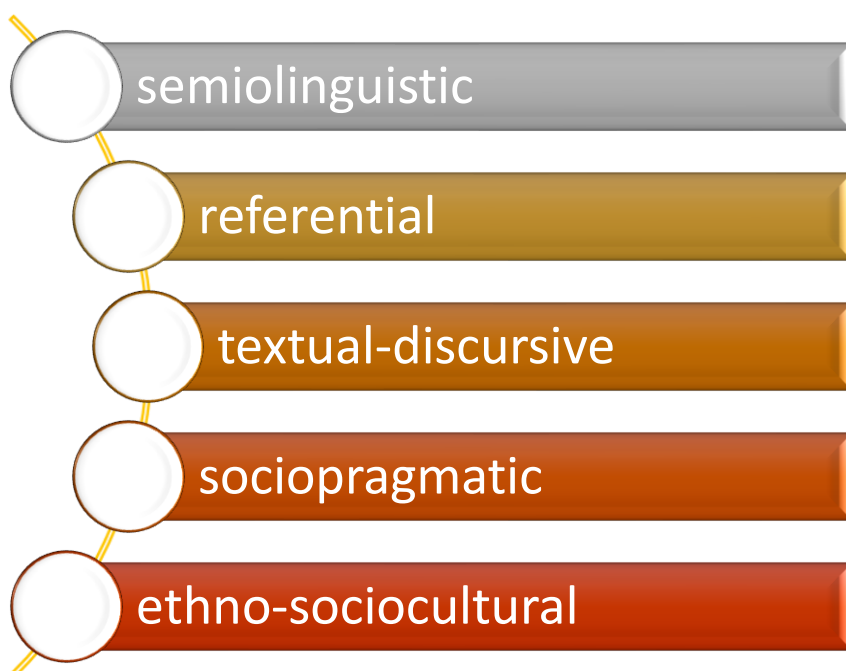 semiolinguistic
referential
textual-discursive
sociopragmatic
ethno-sociocultural